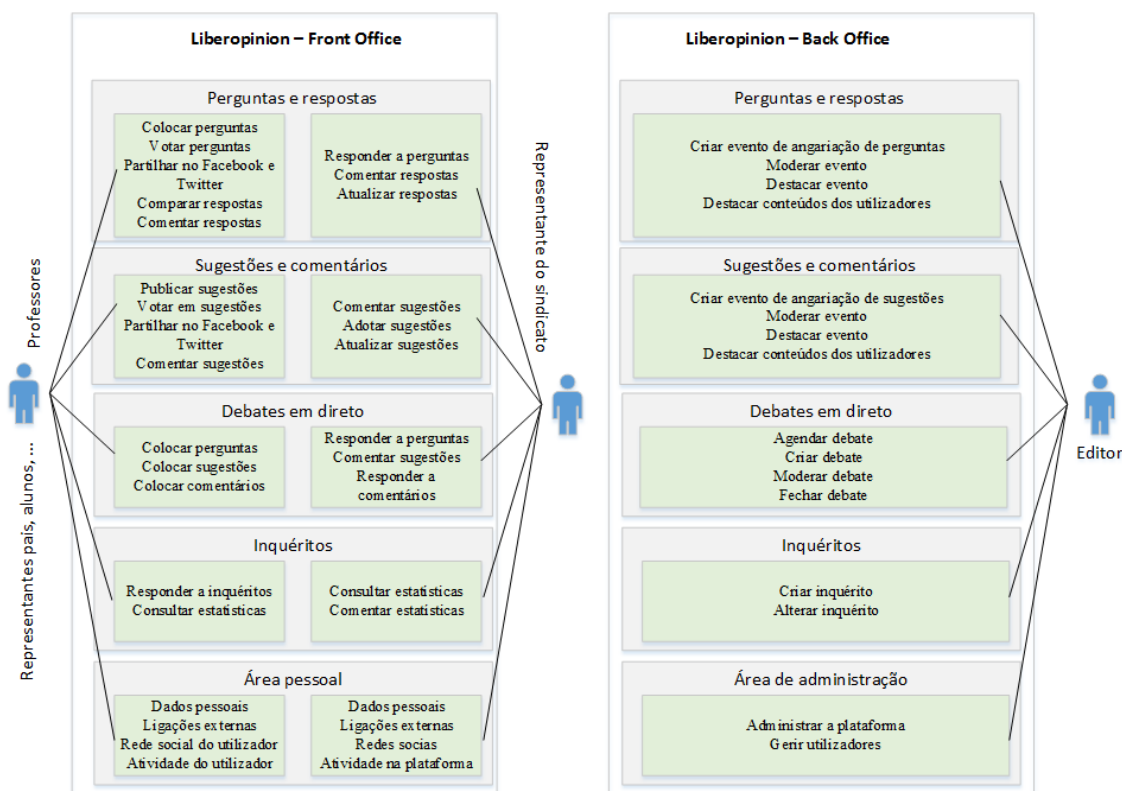 Liberopinion – Front Office
Perguntas e respostas
Colocar perguntas
Votar perguntas
Partilhar no Facebook e
Twitter
Comparar respostas
Comentar respostas
Responder a perguntas
Comentar respostas
Atualizar respostas
Sugestões e comentários
Publicar sugestões
Votar em sugestões
Partilhar no Facebook e
Twitter
Comentar sugestões
Comentar sugestões
Adotar sugestões
Atualizar sugestões
Debates em direto
Colocar perguntas
Colocar sugestões
Colocar comentários
Responder a perguntas
Comentar sugestões
Responder a
comentários
Inquéritos
Responder a inquéritos
Consultar estatísticas
Consultar estatísticas
Comentar estatísticas
Área pessoal
Dados pessoais
Ligações externas
Rede social do utilizador
Atividade do utilizador
Dados pessoais
Ligações externas
Redes socias
Atividade na plataforma
Professores
Representantes país, alunos, ...
Representante do sindicato
Liberopinion – Back Office
Perguntas e respostas
Criar evento de angariação de perguntas
Moderar evento
Destacar evento
Destacar conteúdos dos utilizadores
Sugestões e comentários
Criar evento de angariação de sugestões
Moderar evento
Destacar evento
Destacar conteúdos dos utilizadores
Debates em direto
Agendar debate
Criar debate
Moderar debate
Fechar debate
Inquéritos
Criar inquérito
Alterar inquérito
Área de administração
Administrar a plataforma
Gerir utilizadores
Editor